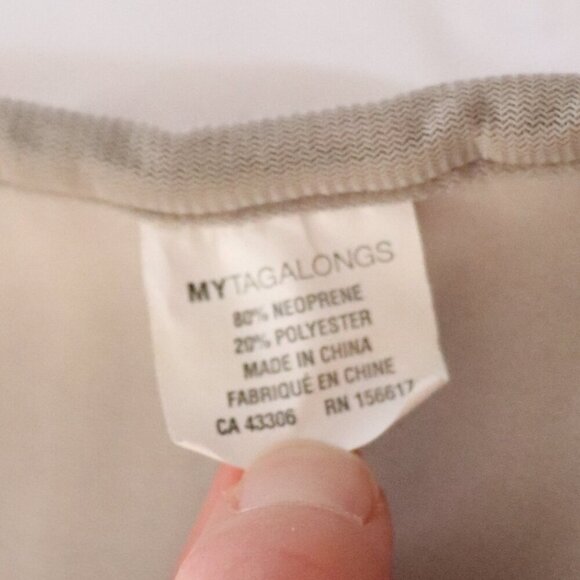 MYTAGALONGS
80% NEOPRENE
20% POLYESTER
MADE IN CHINA
FABRIQUÉ EN CHINE
CA 43306 RN 156617